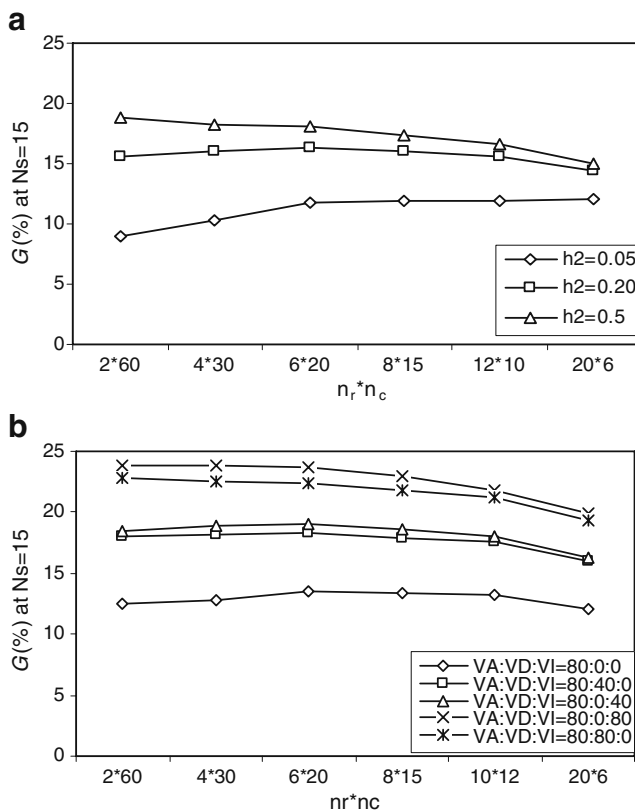 a
25
20
15
10
5
0
G(%) at Ns=15
2*60 4*30 6*20 8*15 12*10 20*6
n_r*n_c
h2=0.05
h2=0.20
h2=0.5
b
25
20
15
10
5
0
G(%) at Ns=15
2*60 4*30 6*20 8*15 10*12 20*6
nr*nc
VA:VD:VI=80:0:0
VA:VD:VI=80:40:0
VA:VD:VI=80:0:40
VA:VD:VI=80:0:80
VA:VD:VI=80:80:0